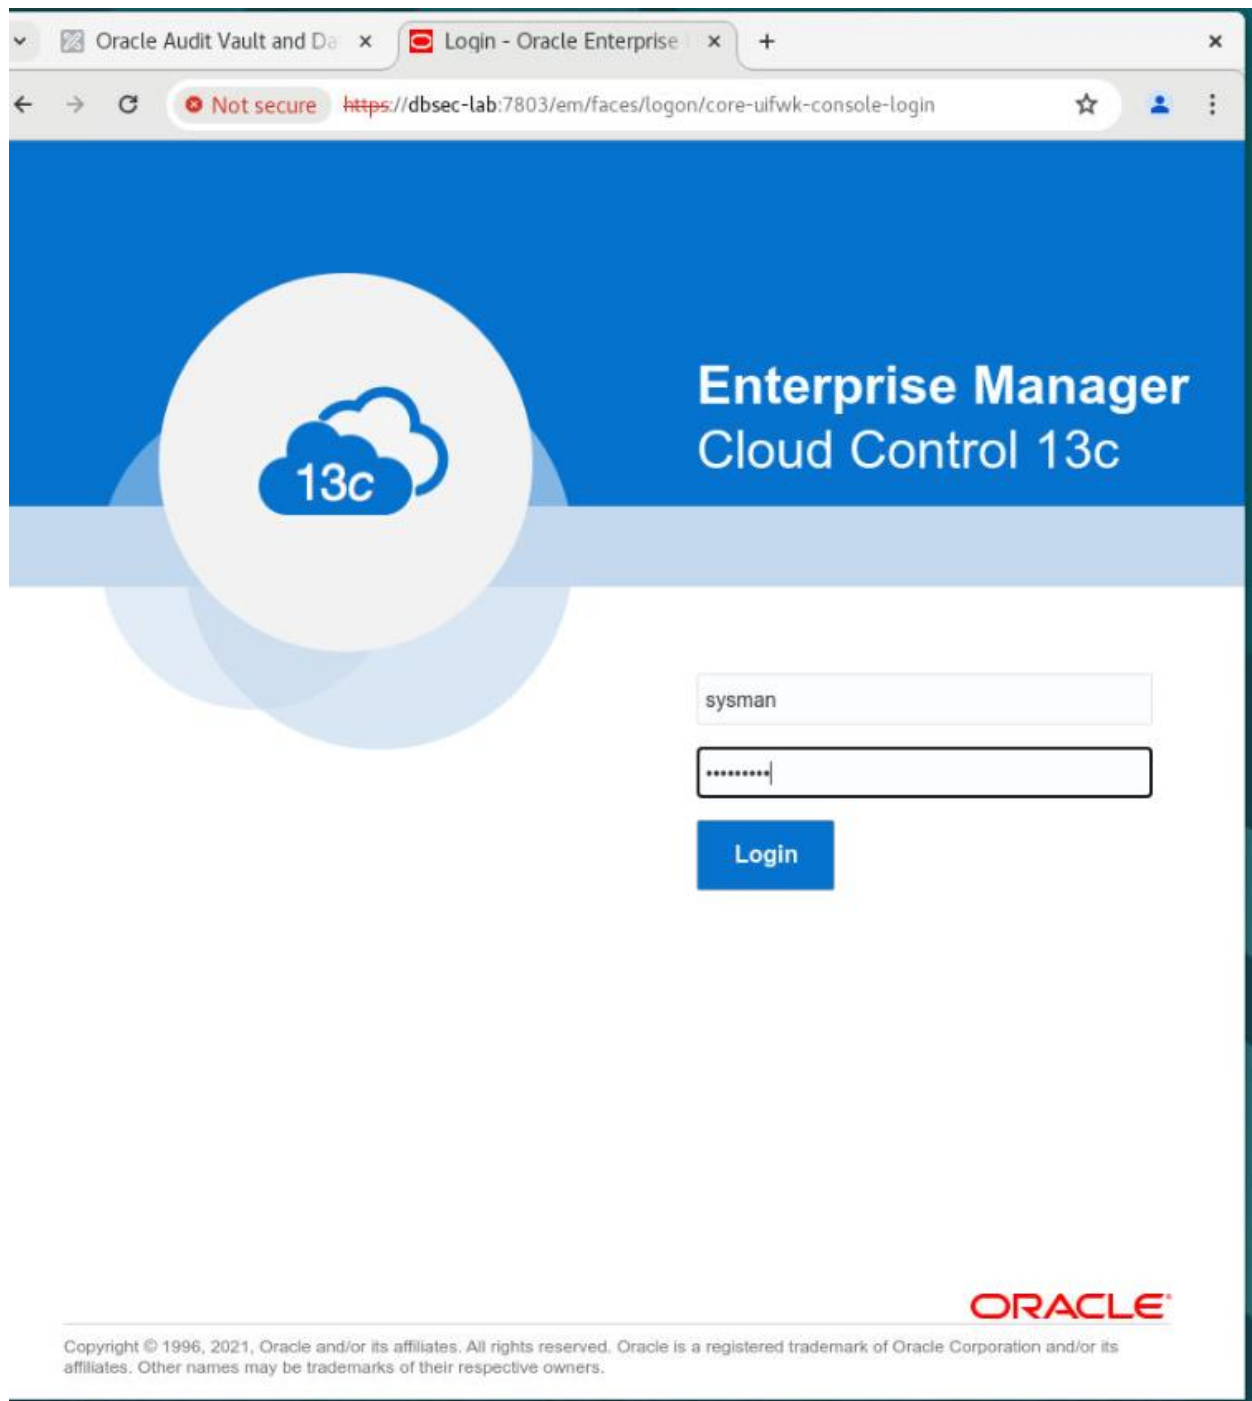 Oracle Audit Vault and Da
Login - Oracle Enterprise
Not secure https://dbsec-lab:7803/em/faces/logon/core-uifwk-console-login
13c
Enterprise Manager
Cloud Control 13c
sysman
•••••••••
Login
ORACLE
Copyright © 1996, 2021, Oracle and/or its affiliates. All rights reserved. Oracle is a registered trademark of Oracle Corporation and/or its
affiliates. Other names may be trademarks of their respective owners.